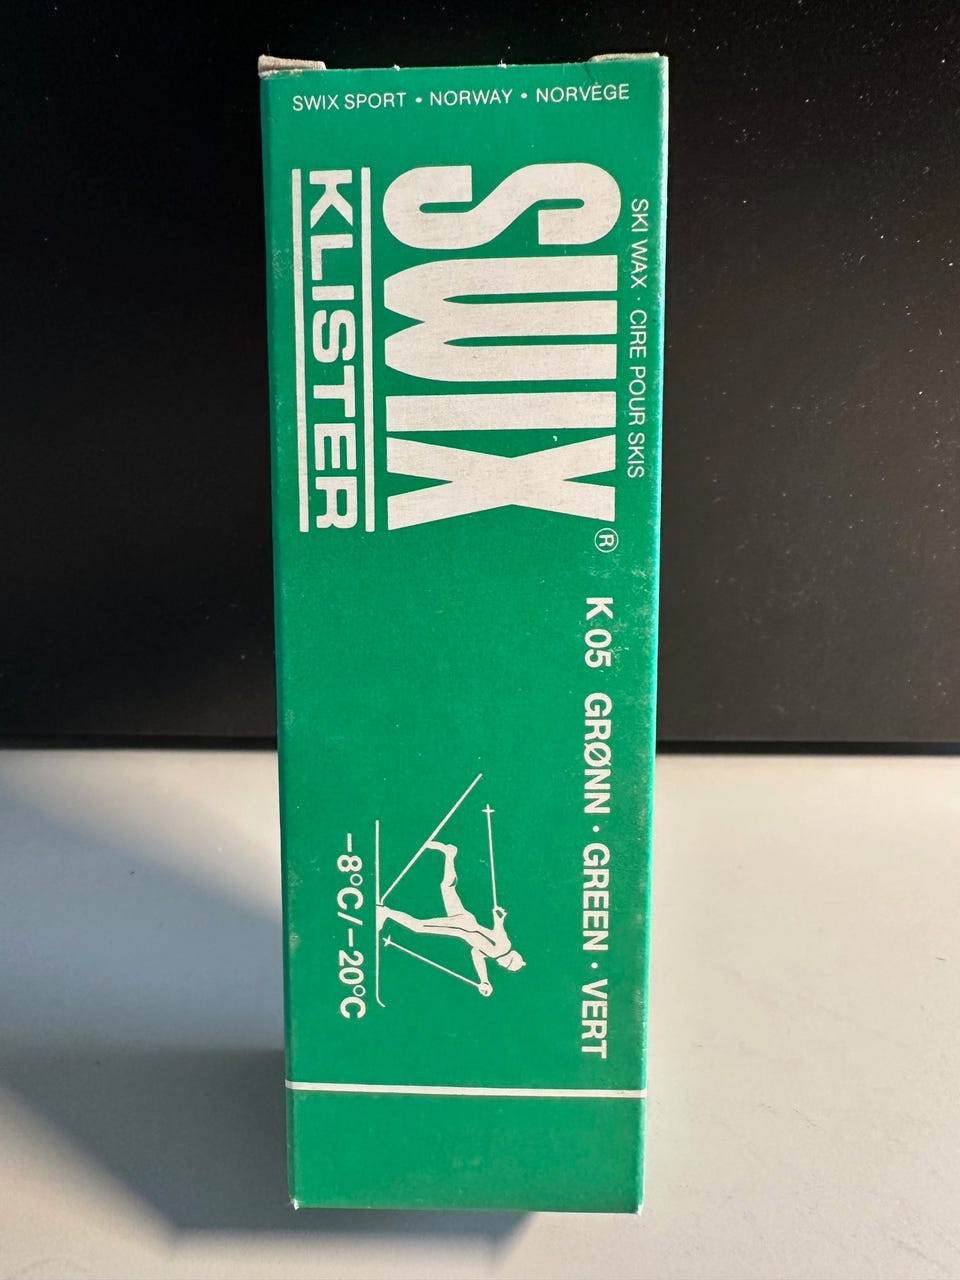 SWIX SPORT • NORWAY • NORVÈGE
SKI WAX · CIRE POUR SKIS
SWIX®
KLISTER
K 05 GRØNN · GREEN · VERT
−8°C/−20°C